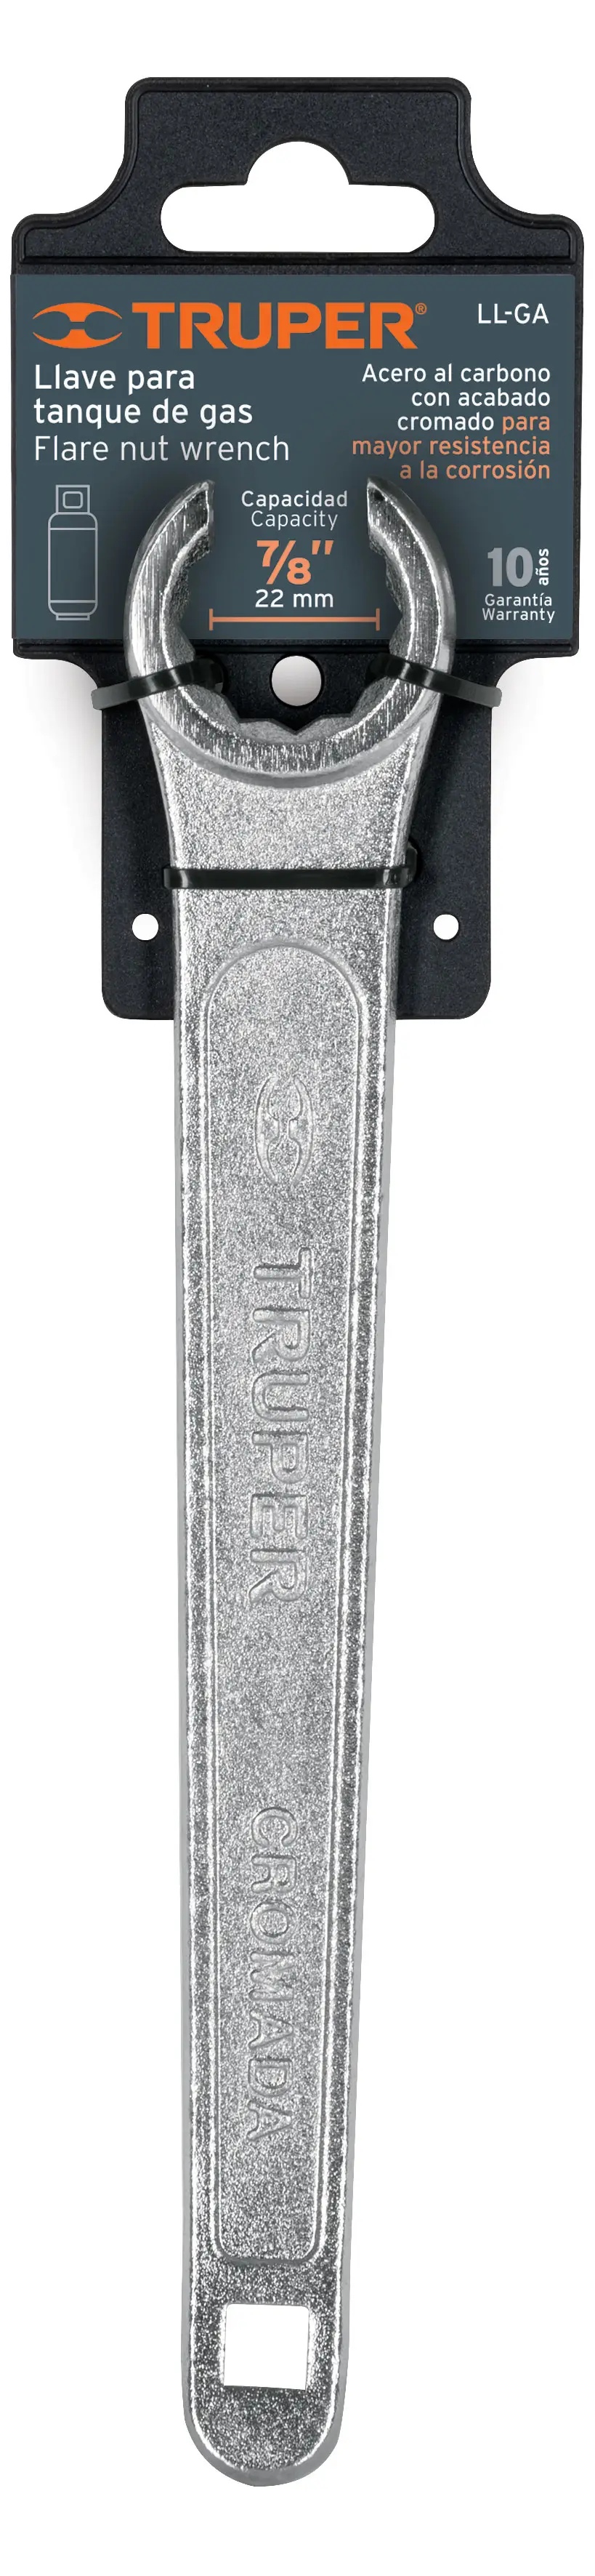 TRUPER®
LL-GA
Llave para
tanque de gas
Flare nut wrench
Acero al carbono
con acabado
cromado para
mayor resistencia
a la corrosión
Capacidad
Capacity
7/8"
22 mm
10 años
Garantía
Warranty
TRUPER
CROMADA